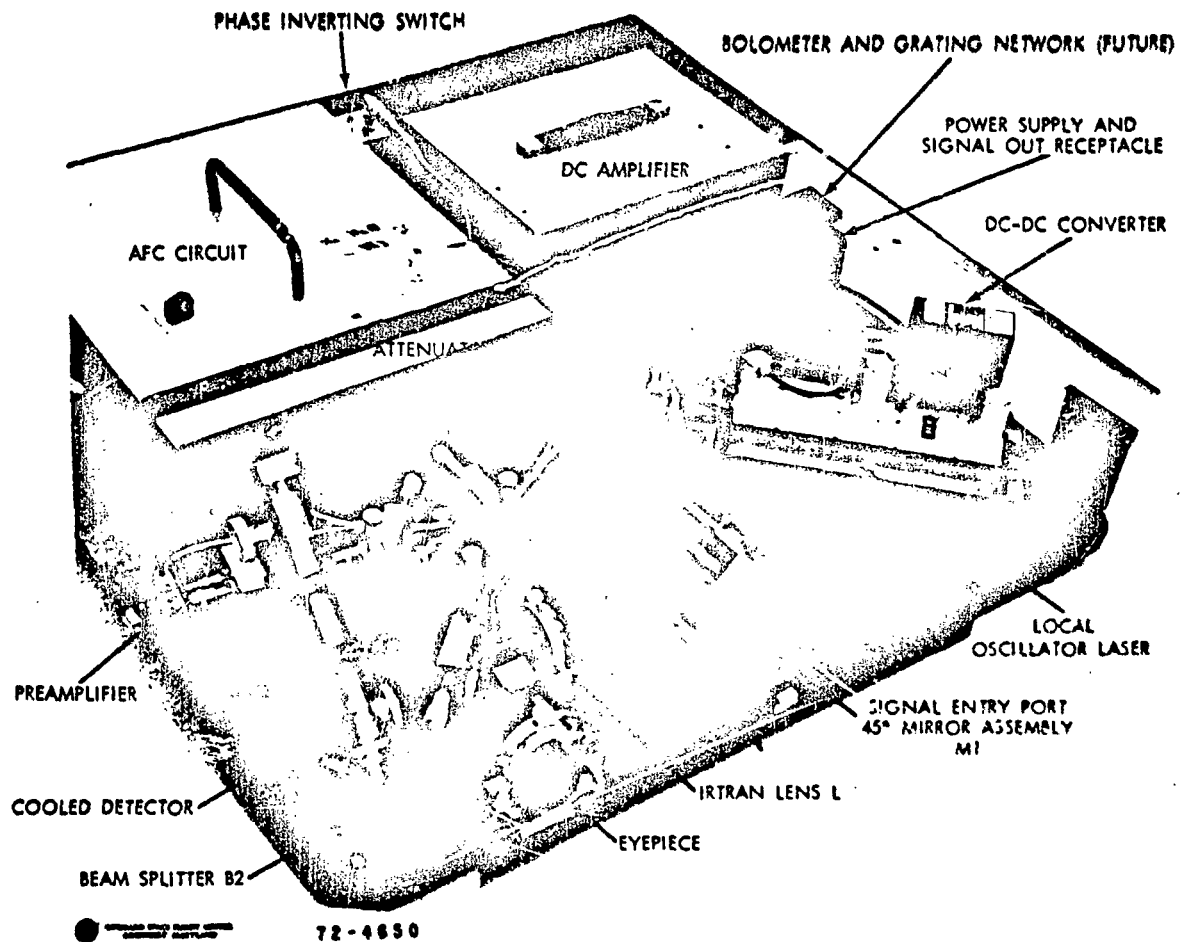 PHASE INVERTING SWITCH
BOLOMETER AND GRATING NETWORK (FUTURE)
POWER SUPPLY AND
SIGNAL OUT RECEPTACLE
DC AMPLIFIER
DC-DC CONVERTER
AFC CIRCUIT
LOCAL
OSCILLATOR LASER
PREAMPLIFIER
SIGNAL ENTRY PORT
45° MIRROR ASSEMBLY
M1
IRTRAN LENS L
COOLED DETECTOR
EYEPIECE
BEAM SPLITTER B2
72-4650